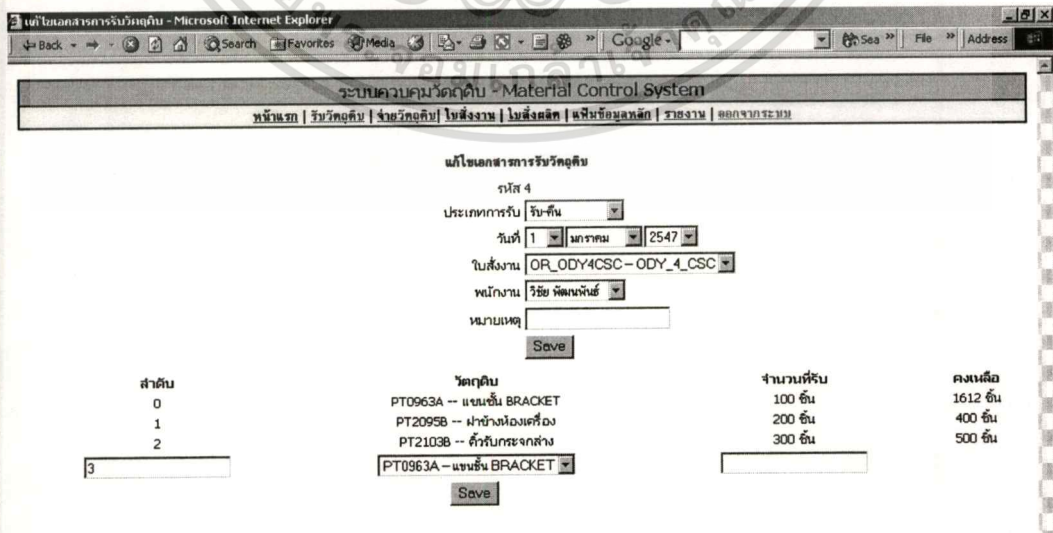 แก้ไขเอกสารการรับวัตถุดิบ - Microsoft Internet Explorer
Back Search Favorites Media Google Sea File Address
ระบบควบคุมวัตถุดิบ - Material Control System
หน้าแรก | รับวัตถุดิบ | จ่ายวัตถุดิบ| ใบสั่งงาน | ใบสั่งผลิต | แฟ้มข้อมูลหลัก | รายงาน | ออกจากระบบ
แก้ไขเอกสารการรับวัตถุดิบ
รหัส 4
ประเภทการรับ รับ-คืน
วันที่ 1 มกราคม 2547
ใบสั่งงาน OR_ODY4CSC - ODY_4_CSC
พนักงาน วิชัย พัฒนพันธ์
หมายเหตุ
Save
ลำดับ วัตถุดิบ จำนวนที่รับ คงเหลือ
0 PT0963A -- แขนชั้น BRACKET 100 ชิ้น 1612 ชิ้น
1 PT2095B -- ฝาข้างห้องเครื่อง 200 ชิ้น 400 ชิ้น
2 PT2103B -- คิ้วรับกระจกล่าง 300 ชิ้น 500 ชิ้น
3 PT0963A - แขนชั้น BRACKET
Save